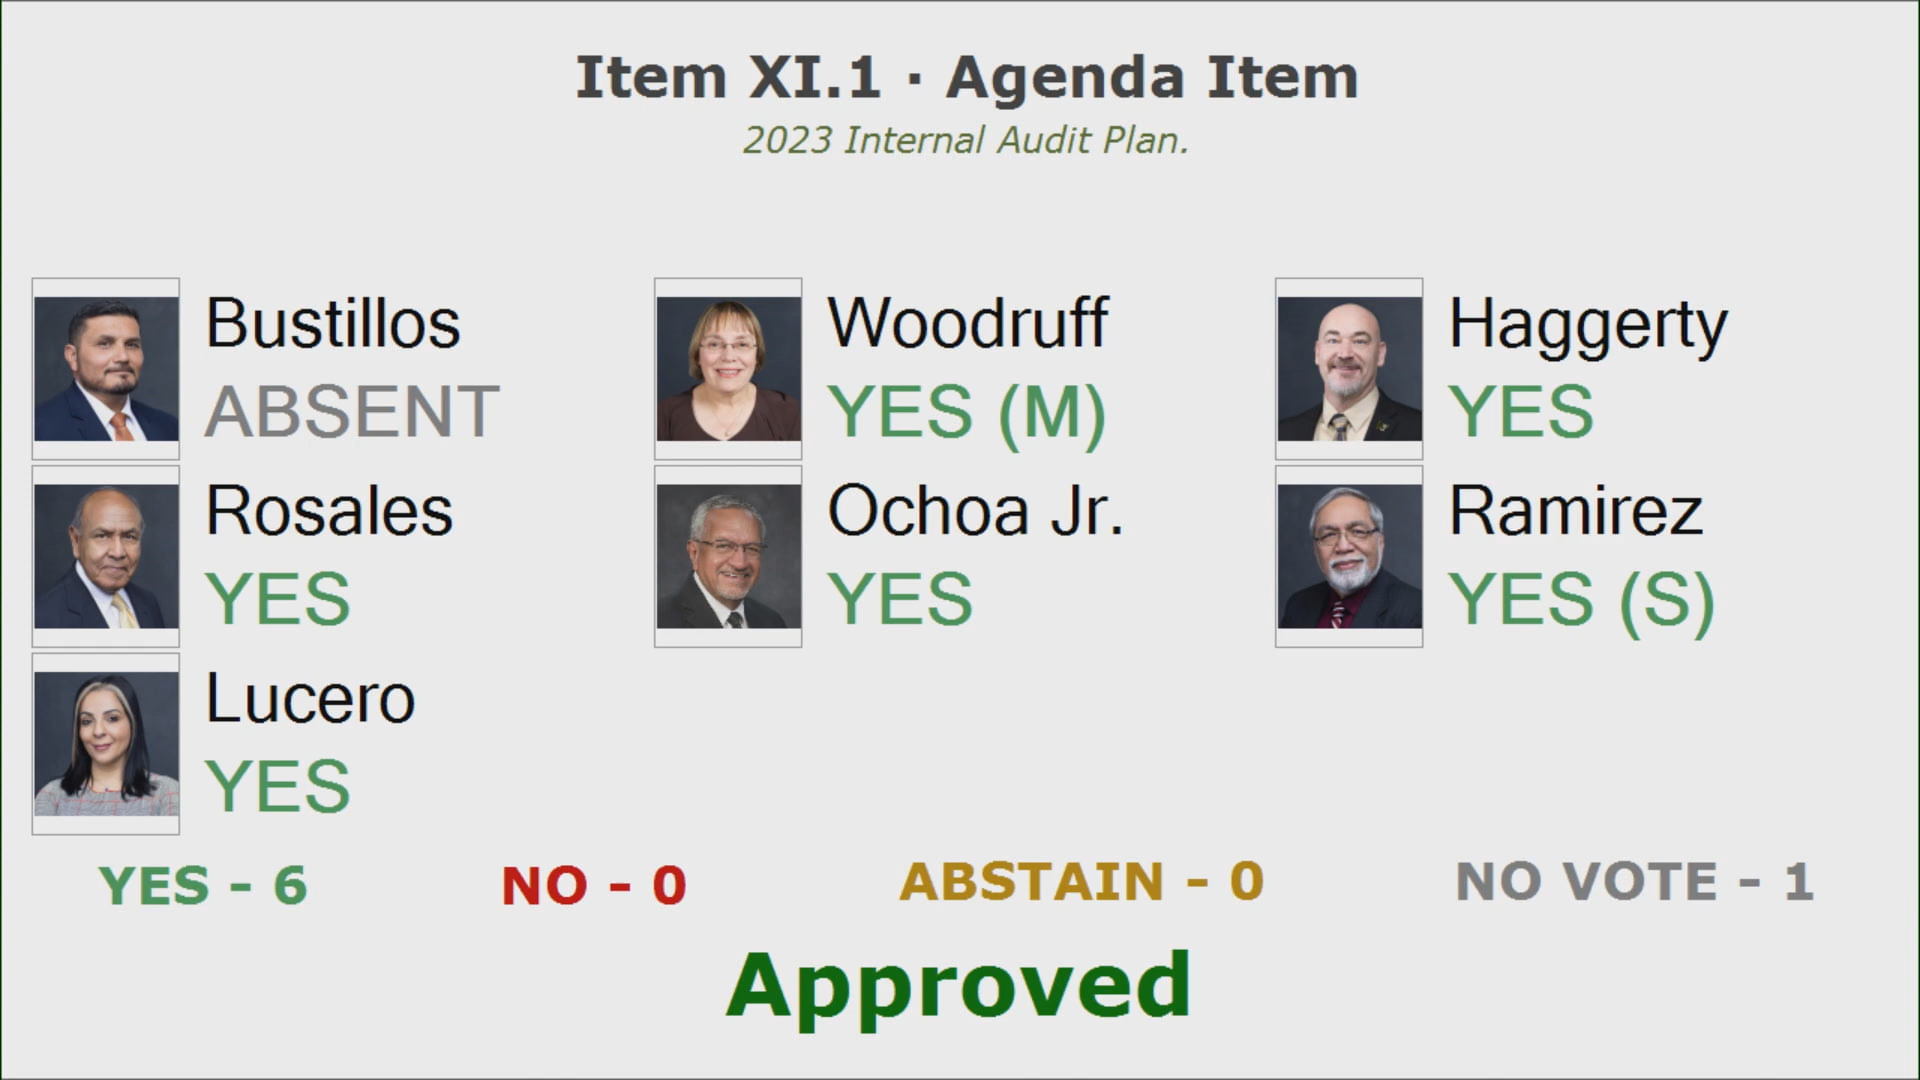 Item XI.1 · Agenda Item
2023 Internal Audit Plan.
Bustillos
ABSENT
Woodruff
YES (M)
Haggerty
YES
Rosales
YES
Ochoa Jr.
YES
Ramirez
YES (S)
Lucero
YES
YES - 6
NO - 0
ABSTAIN - 0
NO VOTE - 1
Approved